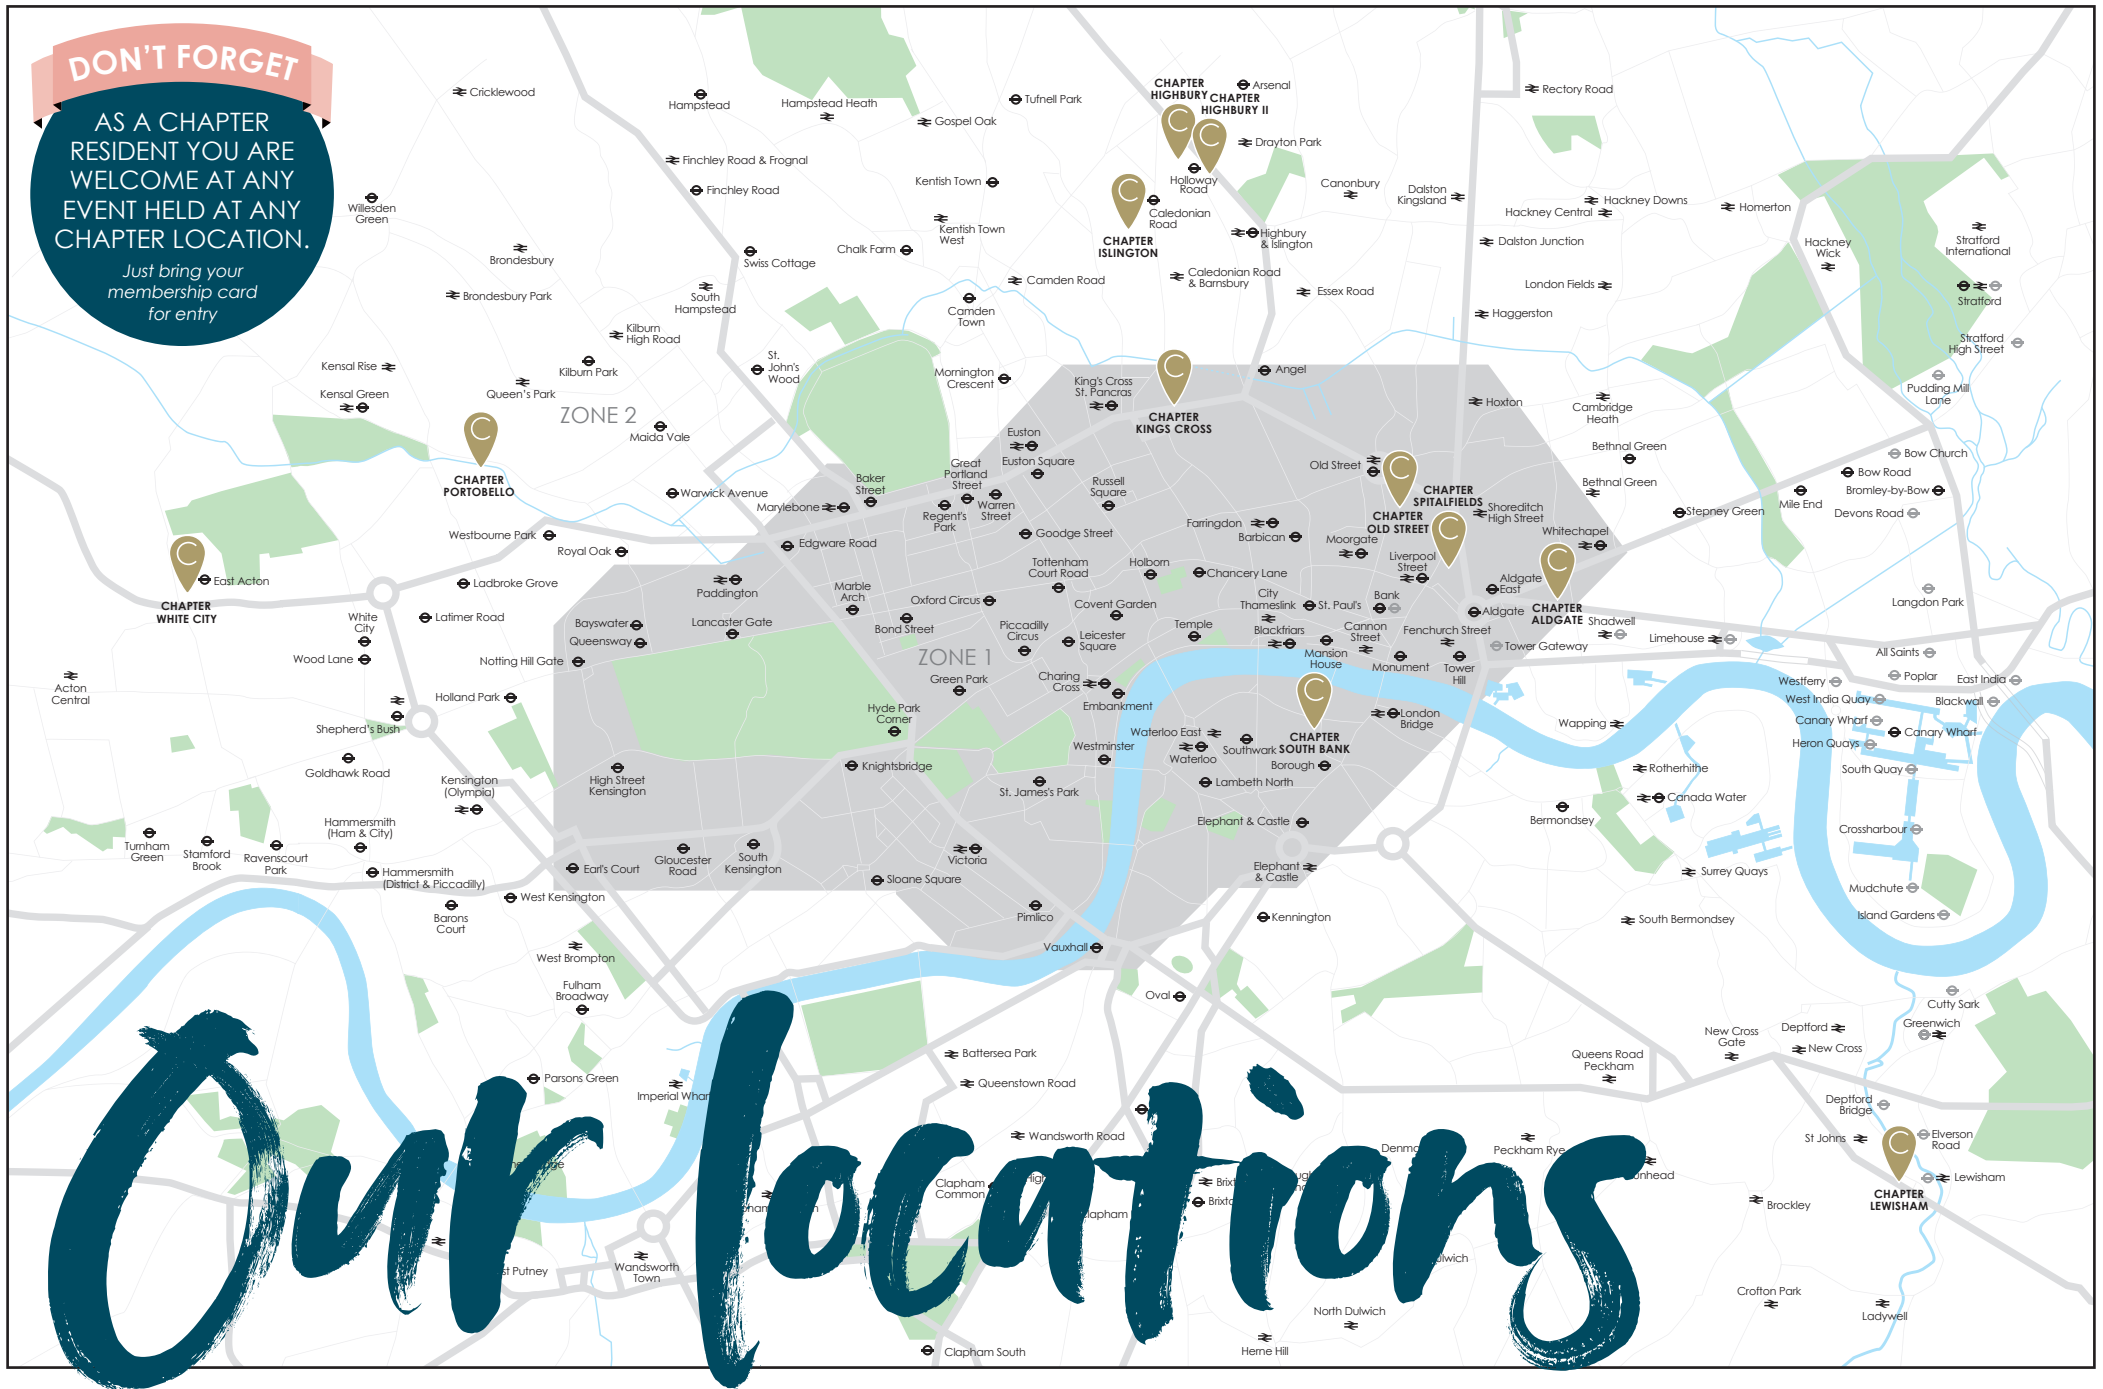 DON'T FORGET
AS A CHAPTER
RESIDENT YOU ARE
WELCOME AT ANY
EVENT HELD AT ANY
CHAPTER LOCATION.
Just bring your
membership card
for entry
Cricklewood
Hampstead
Hampstead Heath
Tufnell Park
Gospel Oak
CHAPTER
HIGHBURY
CHAPTER
HIGHBURY II
Arsenal
Drayton Park
Rectory Road
Finchley Road & Frognal
Finchley Road
Kentish Town
Holloway
Road
Canonbury
Dalston
Kingsland
Hackney Downs
Hackney Central
Homerton
Willesden
Green
Kentish Town
West
Caledonian
Road
CHAPTER
ISLINGTON
Highbury
& Islington
Dalston Junction
Hackney
Wick
Stratford
International
Brondesbury
Swiss Cottage
Chalk Farm
Camden Road
Caledonian Road
& Barnsbury
Essex Road
London Fields
Stratford
Brondesbury Park
South
Hampstead
Camden
Town
Haggerston
Stratford
High Street
Kilburn
High Road
Kensal Rise
Kilburn Park
St.
John's
Wood
Mornington
Crescent
King's Cross
St. Pancras
Angel
Pudding Mill
Lane
Kensal Green
Queen's Park
ZONE 2
Maida Vale
CHAPTER
KINGS CROSS
Hoxton
Cambridge
Heath
Euston
Euston Square
Bethnal Green
Bow Church
CHAPTER
PORTOBELLO
Warwick Avenue
Marylebone
Baker
Street
Great
Portland
Street
Regent's
Park
Warren
Street
Russell
Square
Old Street
CHAPTER
SPITALFIELDS
CHAPTER
OLD STREET
Shoreditch
High Street
Bethnal Green
Bow Road
Bromley-by-Bow
Mile End
Devons Road
Stepney Green
Westbourne Park
Royal Oak
Edgware Road
Goodge Street
Farringdon
Barbican
Moorgate
Liverpool
Street
Whitechapel
East Acton
CHAPTER
WHITE CITY
Ladbroke Grove
Latimer Road
Paddington
Marble
Arch
Tottenham
Court Road
Holborn
Chancery Lane
Aldgate
East
Aldgate
CHAPTER
ALDGATE
Langdon Park
White
City
Wood Lane
Bayswater
Queensway
Lancaster Gate
Oxford Circus
Bond Street
Covent Garden
City
Thameslink
St. Paul's
Bank
Shadwell
Limehouse
Notting Hill Gate
Piccadilly
Circus
Leicester
Square
Temple
Blackfriars
Mansion
House
Cannon
Street
Fenchurch Street
Monument
Tower
Hill
Tower Gateway
All Saints
ZONE 1
Acton
Central
Holland Park
Green Park
Charing
Cross
Embankment
Westferry
Poplar
East India
West India Quay
Blackwall
Shepherd's Bush
Hyde Park
Corner
Waterloo East
Waterloo
Southwark
CHAPTER
SOUTH BANK
London
Bridge
Wapping
Canary Wharf
Canary Wharf
Heron Quays
Goldhawk Road
Kensington
(Olympia)
High Street
Kensington
Knightsbridge
Westminster
St. James's Park
Borough
Lambeth North
Rotherhithe
South Quay
Canada Water
Bermondsey
Hammersmith
(Ham & City)
Elephant & Castle
Crossharbour
Turnham
Green
Stamford
Brook
Ravenscourt
Park
Hammersmith
(District & Piccadilly)
Earl's Court
Gloucester
Road
South
Kensington
Victoria
Sloane Square
Elephant
& Castle
Surrey Quays
Mudchute
West Kensington
Barons
Court
Pimlico
Kennington
South Bermondsey
Island Gardens
West Brompton
Vauxhall
Fulham
Broadway
Oval
Cutty Sark
Greenwich
Battersea Park
Queenstown Road
Queens Road
Peckham
New Cross
Gate
Deptford
New Cross
Parsons Green
Imperial Whar
Deptford
Bridge
Wandsworth Road
Peckham Rye
St Johns
Elverson
Road
Lewisham
CHAPTER
LEWISHAM
Clapham
Common
Brockley
Wandsworth
Town
North Dulwich
Herne Hill
Clapham South
Crofton Park
Ladywell
Our locations